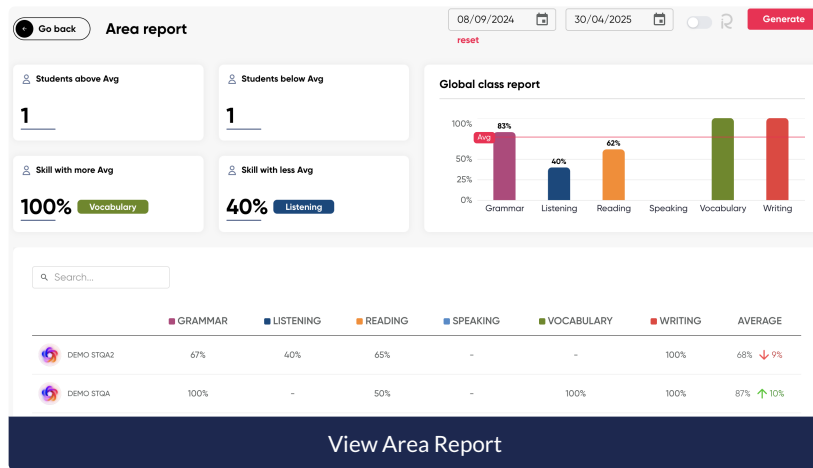 Go back
Area report
08/09/2024
30/04/2025
Generate
reset
Students above Avg
1
Students below Avg
1
Skill with more Avg
100% Vocabulary
Skill with less Avg
40% Listening
Global class report
100%
50%
25%
0%
Avg
83%
40%
62%
Grammar Listening Reading Speaking Vocabulary Writing
Search...
GRAMMAR LISTENING READING SPEAKING VOCABULARY WRITING AVERAGE
DEMO STQA2 67% 40% 65% - - 100% 68% ↓ 9%
DEMO STQA 100% - 50% - 100% 100% 87% ↑ 10%
View Area Report